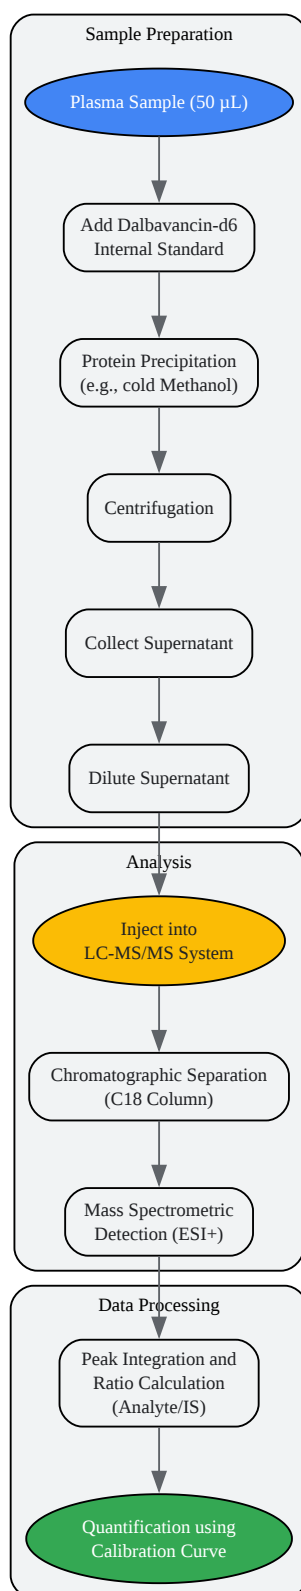 Sample Preparation
Plasma Sample (50 µL)
Add Dalbavancin-d6
Internal Standard
Protein Precipitation
(e.g., cold Methanol)
Centrifugation
Collect Supernatant
Dilute Supernatant
Analysis
Inject into
LC-MS/MS System
Chromatographic Separation
(C18 Column)
Mass Spectrometric
Detection (ESI+)
Data Processing
Peak Integration and
Ratio Calculation
(Analyte/IS)
Quantification using
Calibration Curve